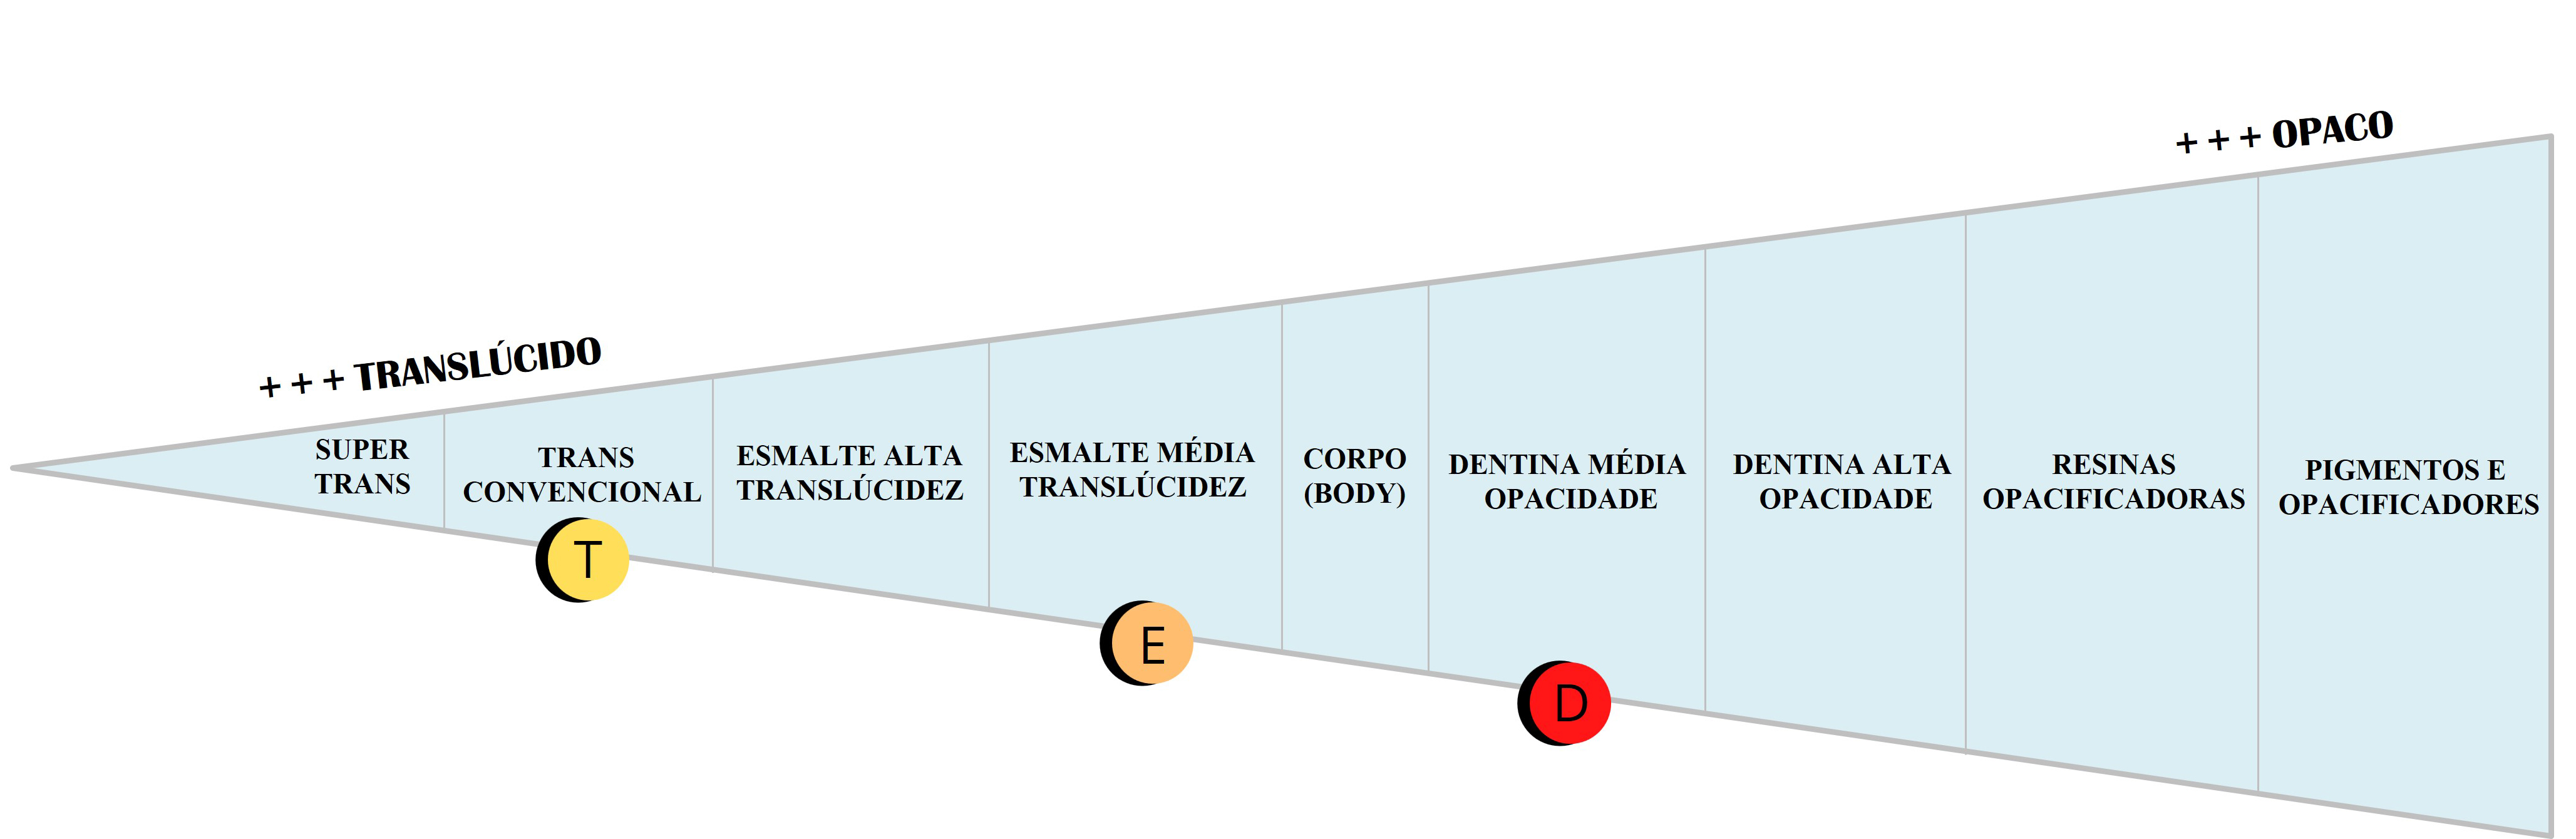 + + + OPACO
+ + + TRANSLÚCIDO
SUPER
TRANS
TRANS
CONVENCIONAL
ESMALTE ALTA
TRANSLÚCIDEZ
ESMALTE MÉDIA
TRANSLÚCIDEZ
CORPO
(BODY)
DENTINA MÉDIA
OPACIDADE
DENTINA ALTA
OPACIDADE
RESINAS
OPACIFICADORAS
PIGMENTOS E
OPACIFICADORES
T
E
D